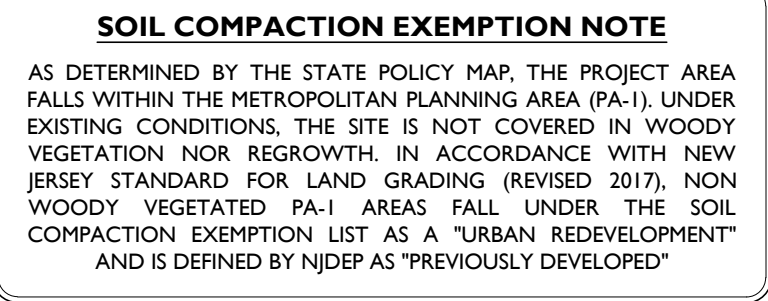 SOIL COMPACTION EXEMPTION NOTE
AS DETERMINED BY THE STATE POLICY MAP, THE PROJECT AREA
FALLS WITHIN THE METROPOLITAN PLANNING AREA (PA-1). UNDER
EXISTING CONDITIONS, THE SITE IS NOT COVERED IN WOODY
VEGETATION NOR REGROWTH. IN ACCORDANCE WITH NEW
JERSEY STANDARD FOR LAND GRADING (REVISED 2017), NON
WOODY VEGETATED PA-1 AREAS FALL UNDER THE SOIL
COMPACTION EXEMPTION LIST AS A "URBAN REDEVELOPMENT"
AND IS DEFINED BY NJDEP AS "PREVIOUSLY DEVELOPED"